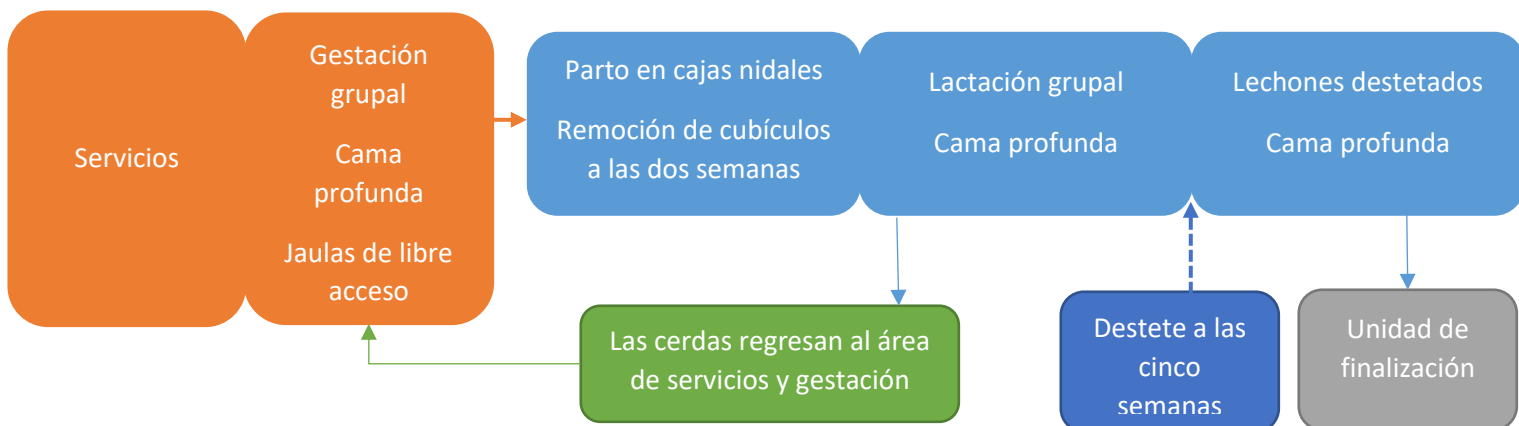 Servicios
Gestación
grupal
Cama
profunda
Jaulas de libre
acceso
Parto en cajas nidales
Remoción de cubículos
a las dos semanas
Lactación grupal
Cama profunda
Lechones destetados
Cama profunda
Las cerdas regresan al área
de servicios y gestación
Destete a las
cinco
semanas
Unidad de
finalización